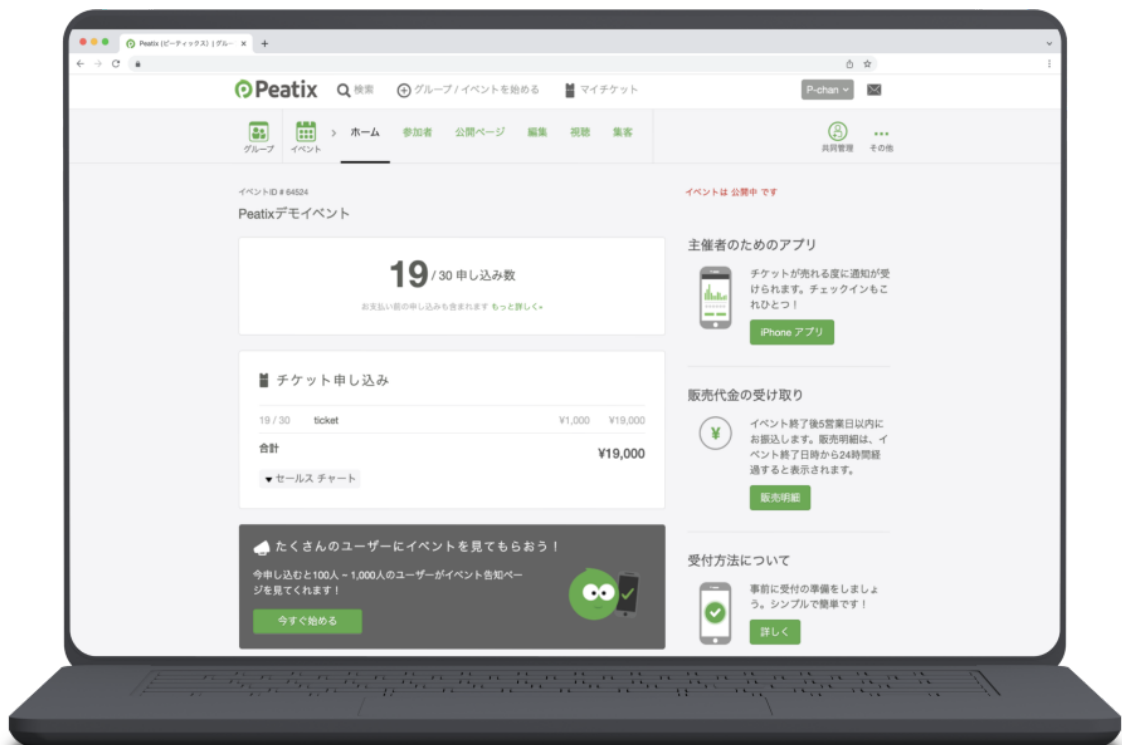 Peatix (ピーティックス) | グルー
Peatix
検索
グループ / イベントを始める
マイチケット
P-chan
グループ
イベント
ホーム
参加者
公開ページ
編集
視聴
集客
共同管理
その他
イベントID # 64524
イベントは 公開中 です
Peatixデモイベント
19 / 30 申し込み数
お支払い前の申し込みも含まれます もっと詳しく»
チケット申し込み
19 / 30 ticket ¥1,000 ¥19,000
合計 ¥19,000
▼セールス チャート
たくさんのユーザーにイベントを見てもらおう！
今申し込むと100人 ~ 1,000人のユーザーがイベント告知ペー
ジを見てくれます！
今すぐ始める
主催者のためのアプリ
チケットが売れる度に通知が受
けられます。チェックインもこ
れひとつ！
iPhone アプリ
販売代金の受け取り
¥
イベント終了後5営業日以内に
お振込します。販売明細は、イ
ベント終了日時から24時間経
過すると表示されます。
販売明細
受付方法について
事前に受付の準備をしましょ
う。シンプルで簡単です！
詳しく